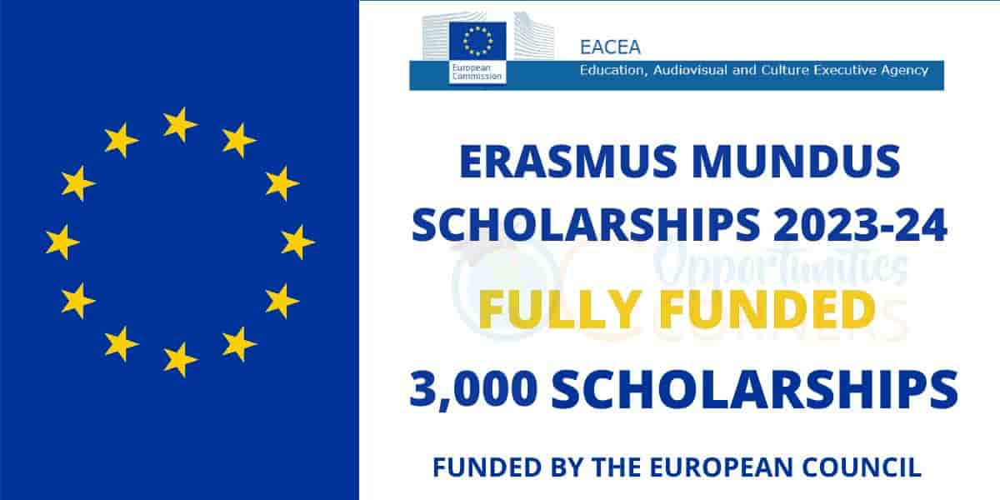 EACEA
European
Commission
Education, Audiovisual and Culture Executive Agency
ERASMUS MUNDUS
SCHOLARSHIPS 2023-24
Opportunities
FULLY FUNDED
CORNERS
3,000 SCHOLARSHIPS
FUNDED BY THE EUROPEAN COUNCIL